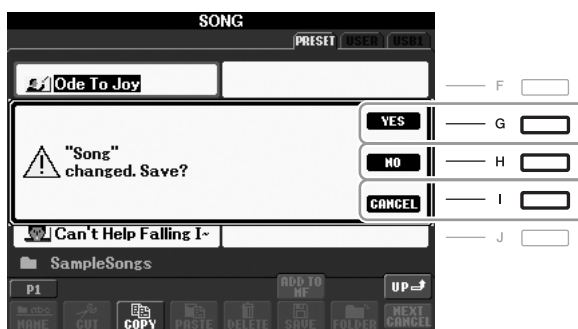 SONG
PRESET USER USB1
Ode To Joy
F
YES
G
"Song"
changed. Save?
NO
H
CANCEL
I
Can't Help Falling I~
J
SampleSongs
P1
ADD TO
MF
UP
NAME CUT COPY PASTE DELETE SAVE FOLDER NEXT
CANCEL